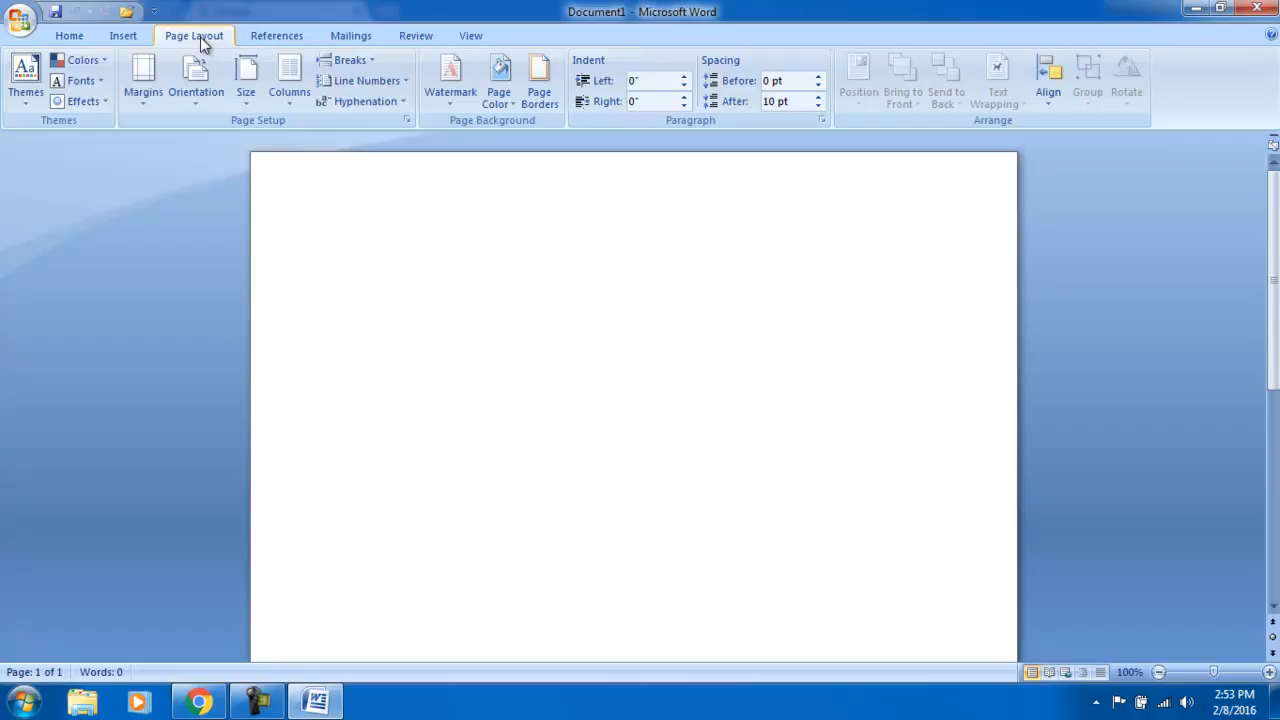 Document1 - Microsoft Word
Home Insert Page Layout References Mailings Review View
Themes
Colors
Fonts
Effects
Themes
Margins
Orientation
Size
Columns
Breaks
Line Numbers
Hyphenation
Page Setup
Watermark
Page Color
Page Borders
Page Background
Indent
Left: 0"
Right: 0"
Spacing
Before: 0 pt
After: 10 pt
Paragraph
Position
Bring to Front
Send to Back
Text Wrapping
Align
Group
Rotate
Arrange
Page: 1 of 1 Words: 0 100%
2:53 PM
2/8/2016